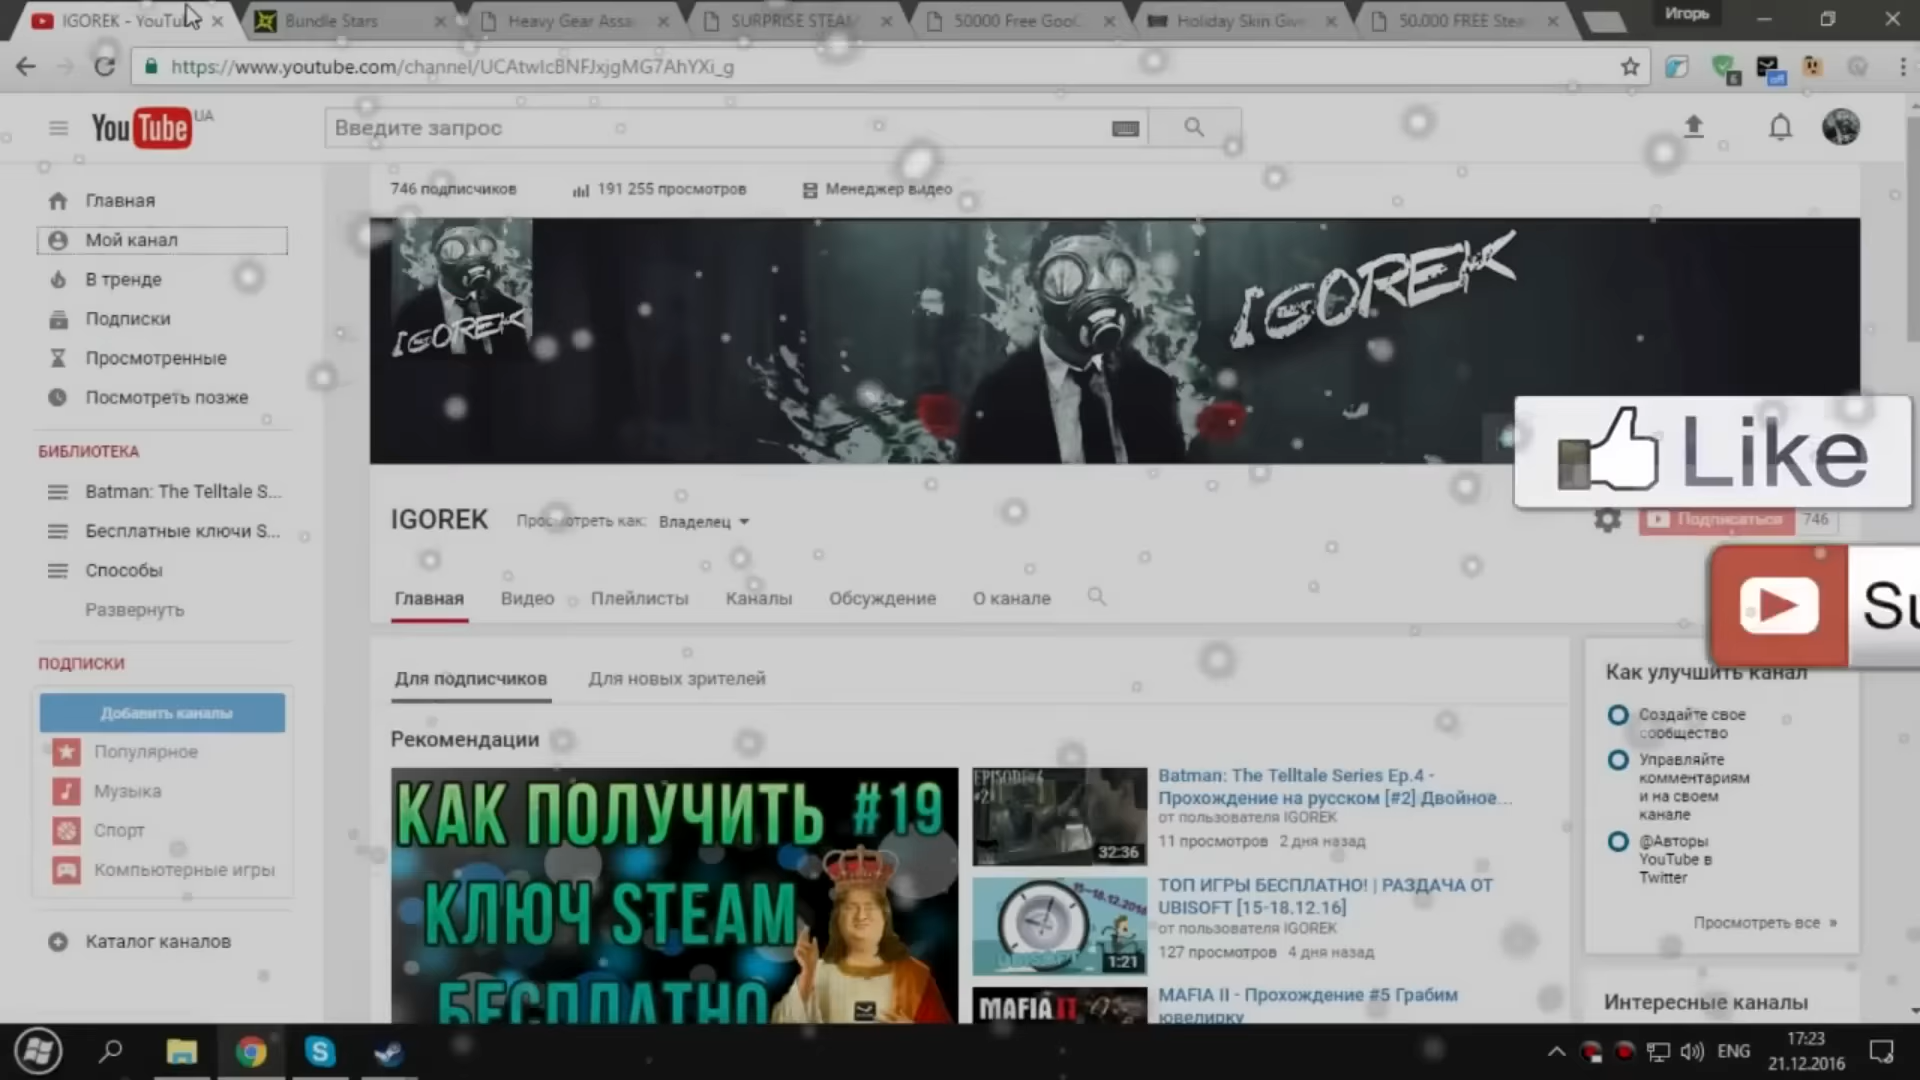 IGOREK - YouTu
Bundle Stars
Heavy Gear Assa
SURPRISE STEAM
50000 Free Gool
Holiday Skin Give
50.000 FREE Stea
Игорь
https://www.youtube.com/channel/UCAtwIcBNFJxjgMG7AhYXi_g
6
off
YouTube UA
Введите запрос
746 подписчиков
191 255 просмотров
Менеджер видео
Главная
Мой канал
В тренде
Подписки
Просмотренные
Посмотреть позже
БИБЛИОТЕКА
Batman: The Telltale S...
Бесплатные ключи S...
Способы
Развернуть
ПОДПИСКИ
Добавить каналы
Популярное
Музыка
Спорт
Компьютерные игры
Каталог каналов
IGOREK
IGOREK
Like
IGOREK
Просмотреть как:
Владелец
Подписаться
746
Su
Главная
Видео
Плейлисты
Каналы
Обсуждение
О канале
Для подписчиков
Для новых зрителей
Рекомендации
КАК ПОЛУЧИТЬ #19
КЛЮЧ STEAM
БЕСПЛАТНО
EPISODE#4
#2
32:36
Batman: The Telltale Series Ep.4 -
Прохождение на русском [#2] Двойное...
от пользователя IGOREK
11 просмотров 2 дня назад
15-18.12.2016
UBISOFT
1:21
ТОП ИГРЫ БЕСПЛАТНО! | РАЗДАЧА ОТ
UBISOFT [15-18.12.16]
от пользователя IGOREK
127 просмотров 4 дня назад
MAFIA II
MAFIA II - Прохождение #5 Грабим
ювелирку
Как улучшить канал
Создайте свое
сообщество
Управляйте
комментариям
и на своем
канале
@Авторы
YouTube в
Twitter
Просмотреть все »
Интересные каналы
ENG
17:23
21.12.2016